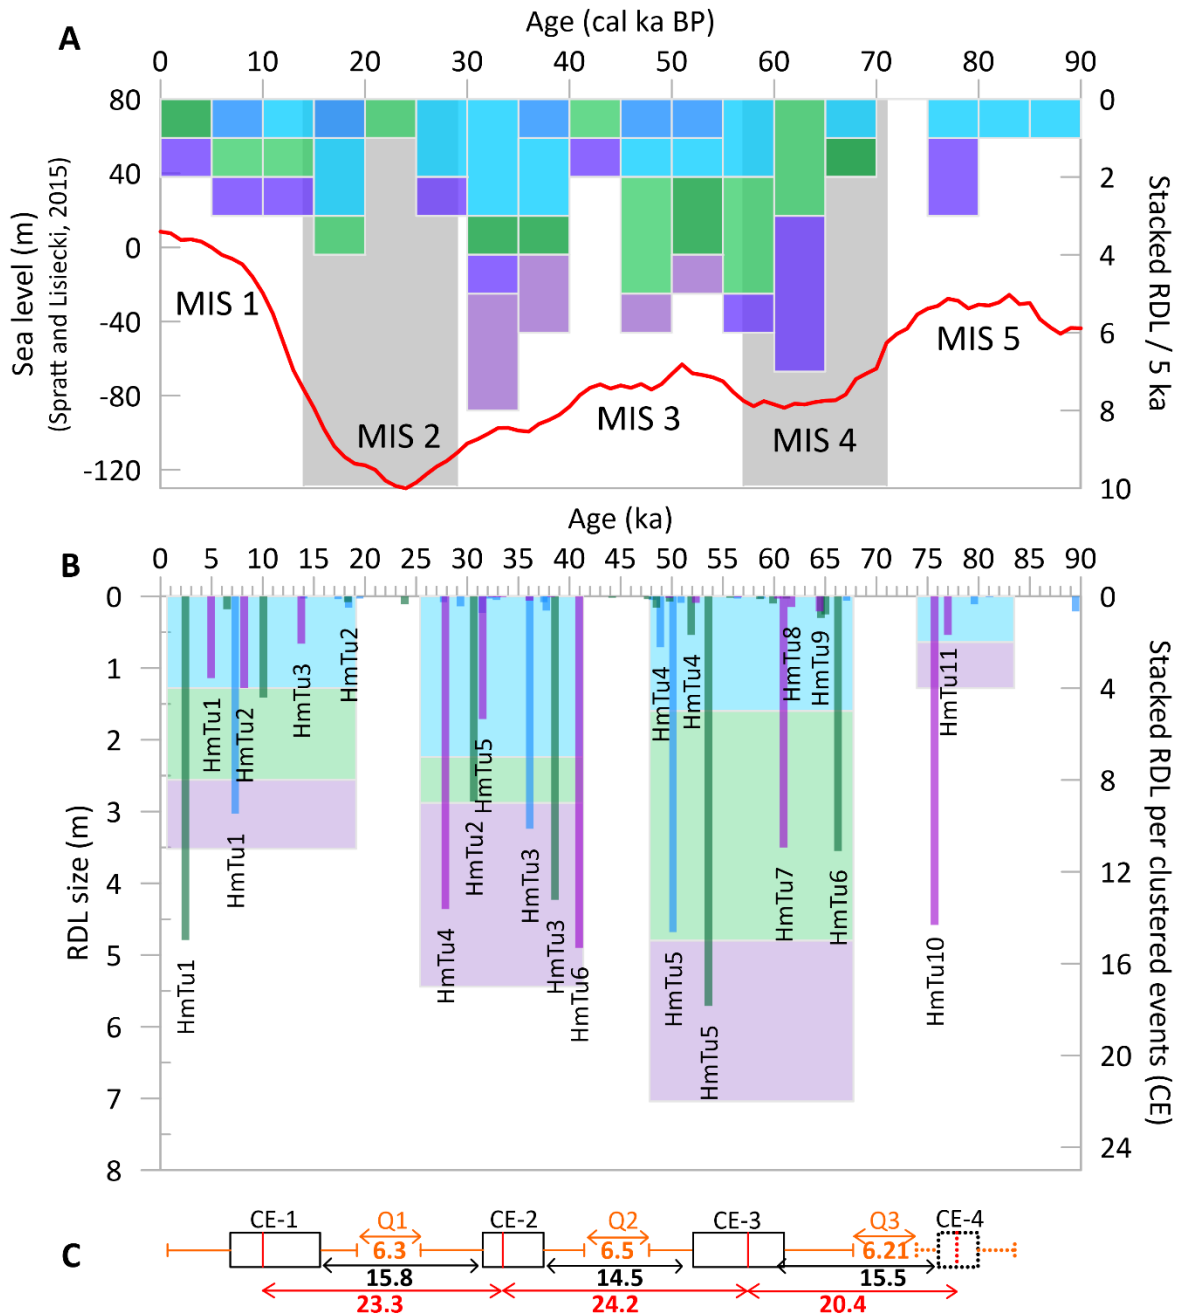 A
Age (cal ka BP)
0 10 20 30 40 50 60 70 80 90
80
40
0
-40
-80
-120
Sea level (m)
(Spratt and Lisiecki, 2015)
0
2
4
6
8
10
Stacked RDL / 5 ka
MIS 1
MIS 2
MIS 3
MIS 4
MIS 5
B
Age (ka)
0 5 10 15 20 25 30 35 40 45 50 55 60 65 70 75 80 85 90
0
1
2
3
4
5
6
7
8
RDL size (m)
0
4
8
12
16
20
24
Stacked RDL per clustered events (CE)
HmTu1
HmTu1
HmTu1
HmTu2
HmTu3
HmTu2
HmTu4
HmTu2
HmTu5
HmTu3
HmTu3
HmTu6
HmTu4
HmTu5
HmTu4
HmTu5
HmTu7
HmTu8
HmTu9
HmTu6
HmTu10
HmTu11
C
CE-1 Q1 CE-2 Q2 CE-3 Q3 CE-4
6.3 6.5 6.21
15.8 14.5 15.5
23.3 24.2 20.4